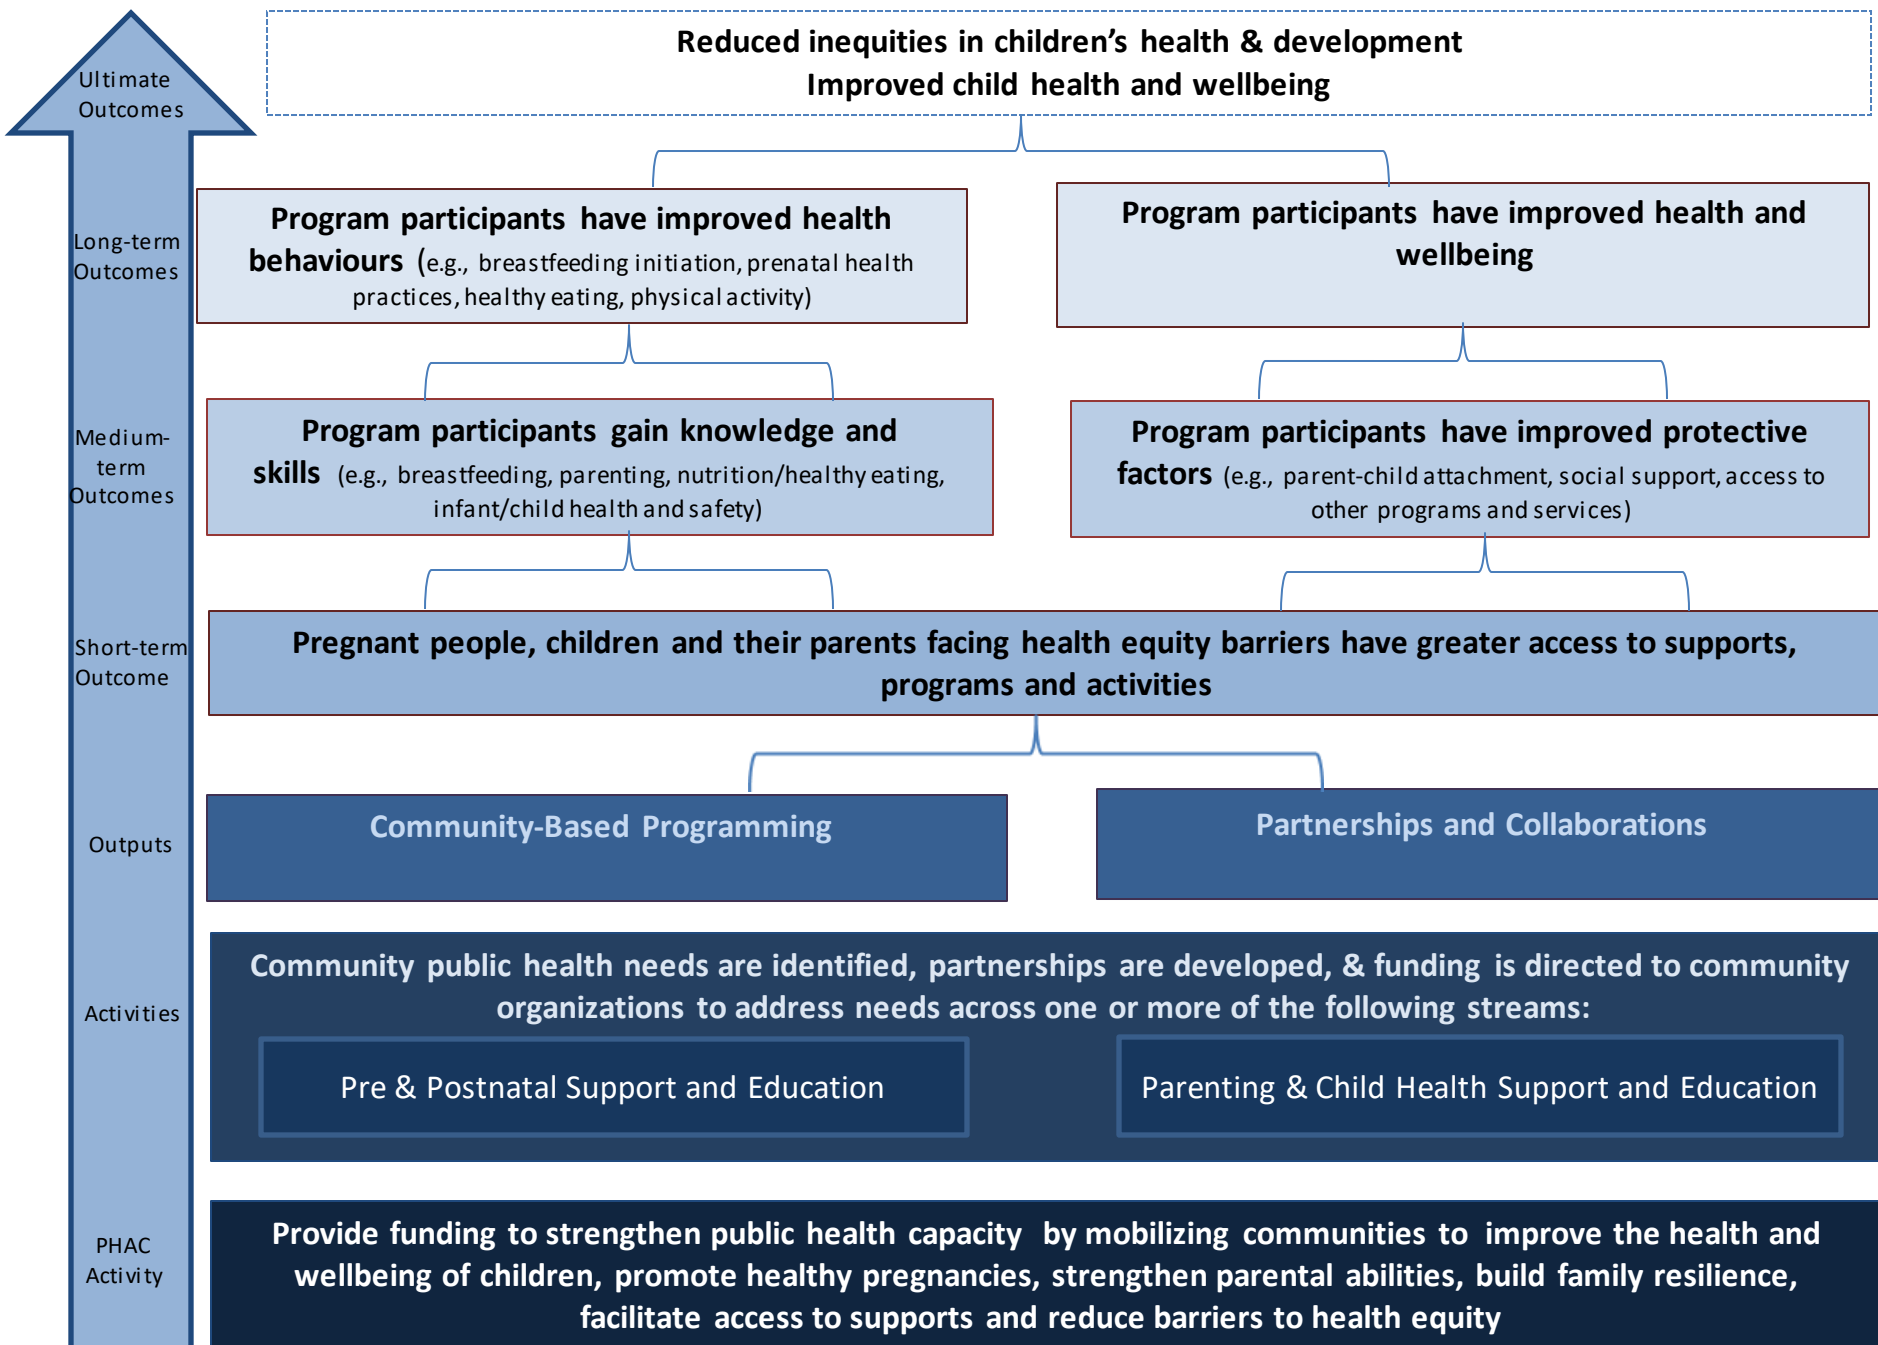 Ultimate
Outcomes
Reduced inequities in children’s health & development
Improved child health and wellbeing
Long-term
Outcomes
Program participants have improved health
behaviours (e.g., breastfeeding initiation, prenatal health
practices, healthy eating, physical activity)
Program participants have improved health and
wellbeing
Medium-
term
Outcomes
Program participants gain knowledge and
skills (e.g., breastfeeding, parenting, nutrition/healthy eating,
infant/child health and safety)
Program participants have improved protective
factors (e.g., parent-child attachment, social support, access to
other programs and services)
Short-term
Outcome
Pregnant people, children and their parents facing health equity barriers have greater access to supports,
programs and activities
Outputs
Community-Based Programming
Partnerships and Collaborations
Activities
Community public health needs are identified, partnerships are developed, & funding is directed to community
organizations to address needs across one or more of the following streams:
Pre & Postnatal Support and Education
Parenting & Child Health Support and Education
PHAC
Activity
Provide funding to strengthen public health capacity by mobilizing communities to improve the health and
wellbeing of children, promote healthy pregnancies, strengthen parental abilities, build family resilience,
facilitate access to supports and reduce barriers to health equity